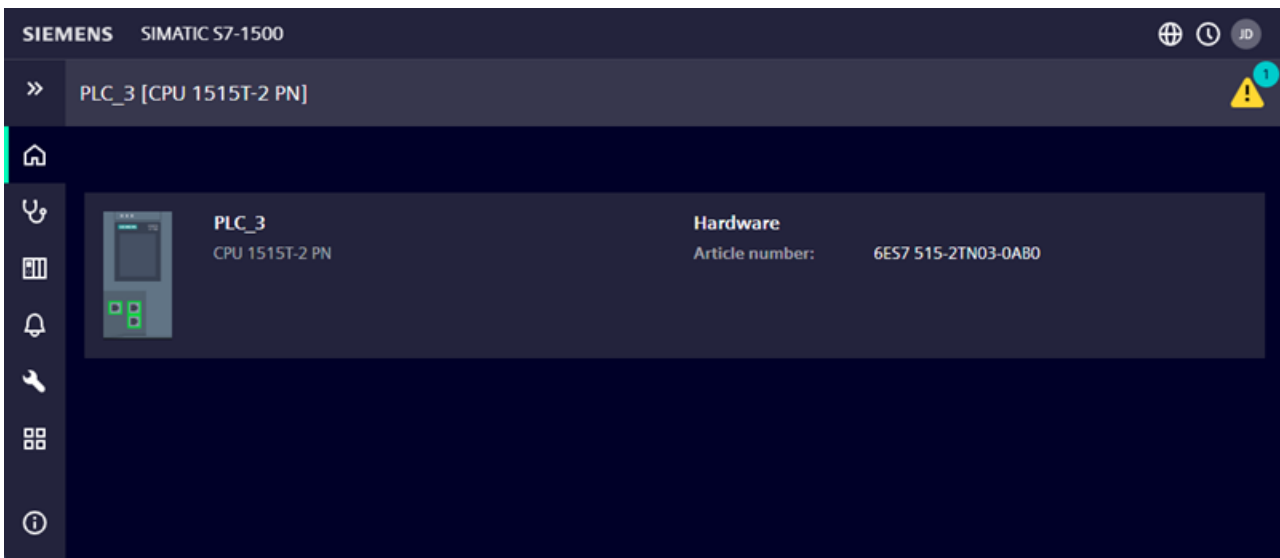 SIEMENS SIMATIC S7-1500 JD
PLC_3 [CPU 1515T-2 PN] 1
PLC_3 Hardware
CPU 1515T-2 PN Article number: 6ES7 515-2TN03-0AB0